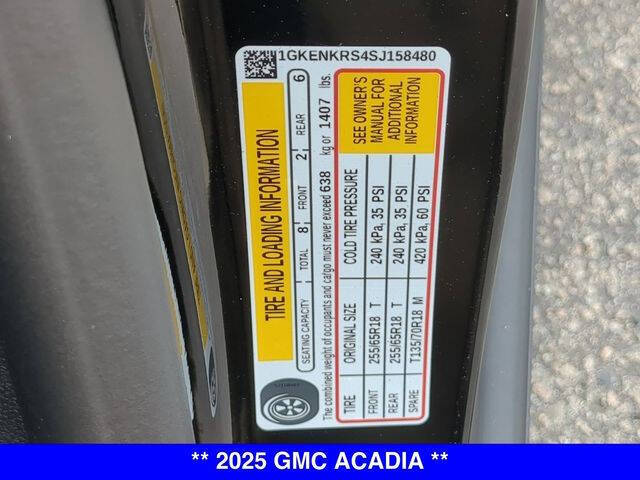 1GKENKRS4SJ158480
TIRE AND LOADING INFORMATION
SEATING CAPACITY TOTAL 8 FRONT 2 REAR 6
The combined weight of occupants and cargo must never exceed 638 kg or 1407 lbs.
TIRE ORIGINAL SIZE COLD TIRE PRESSURE
FRONT 255/65R18 T 240 kPa, 35 PSI
REAR 255/65R18 T 240 kPa, 35 PSI
SPARE T135/70R18 M 420 kPa, 60 PSI
SEE OWNER'S
MANUAL FOR
ADDITIONAL
INFORMATION
** 2025 GMC ACADIA **